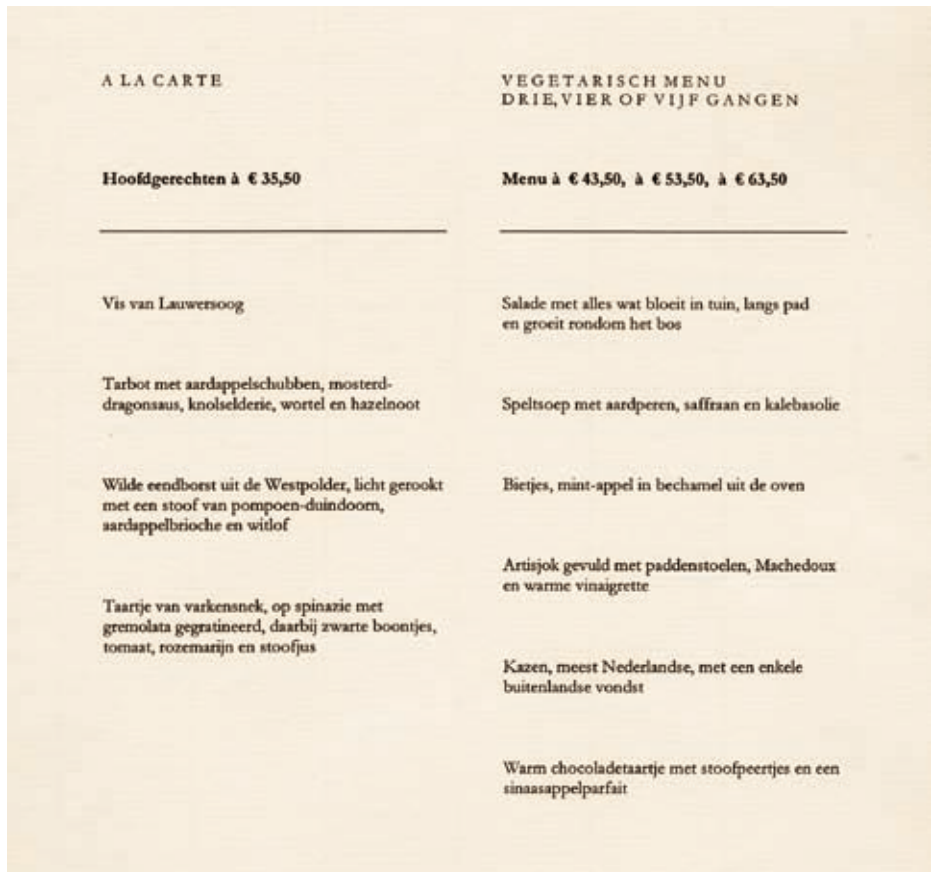 A LA CARTE
Hoofdgerechten à € 35,50
Vis van Lauwersoog
Tarbot met aardappelschubben, mosterd-
dragonsaus, knolselderie, wortel en hazelnoot
Wilde eendborst uit de Westpolder, licht gerookt
met een stoof van pompoen-duindoorn,
aardappelbrioche en witlof
Taartje van varkensnek, op spinazie met
gremolata gegratineerd, daarbij zwarte boontjes,
tomaat, rozemarijn en stoofjus
VEGETARISCH MENU
DRIE, VIER OF VIJF GANGEN
Menu à € 43,50, à € 53,50, à € 63,50
Salade met alles wat bloeit in tuin, langs pad
en groeit rondom het bos
Speltsoep met aardperen, saffraan en kalebasolie
Bietjes, mint-appel in bechamel uit de oven
Artisjok gevuld met paddenstoelen, Machedoux
en warme vinaigrette
Kazen, meest Nederlandse, met een enkele
buitenlandse vondst
Warm chocoladetaartje met stoofpeertjes en een
sinaasappelparfait